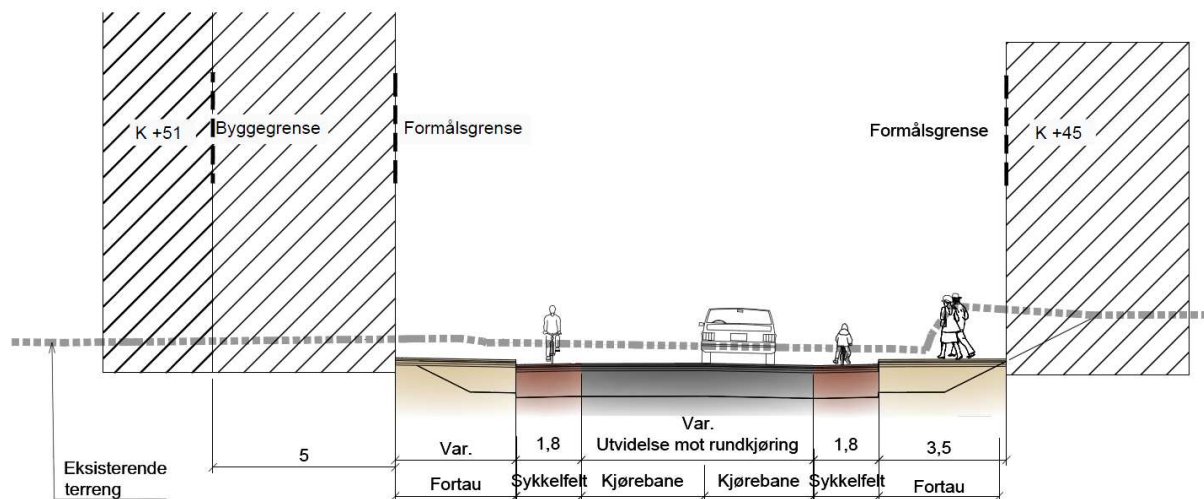 K +51
Byggegrense
Formålsgrense
Formålsgrense
K +45
Var.
5
Var.
1,8
Utvidelse mot rundkjøring
1,8
3,5
Eksisterende
terreng
Fortau
Sykkelfelt
Kjørebane
Kjørebane
Sykkelfelt
Fortau